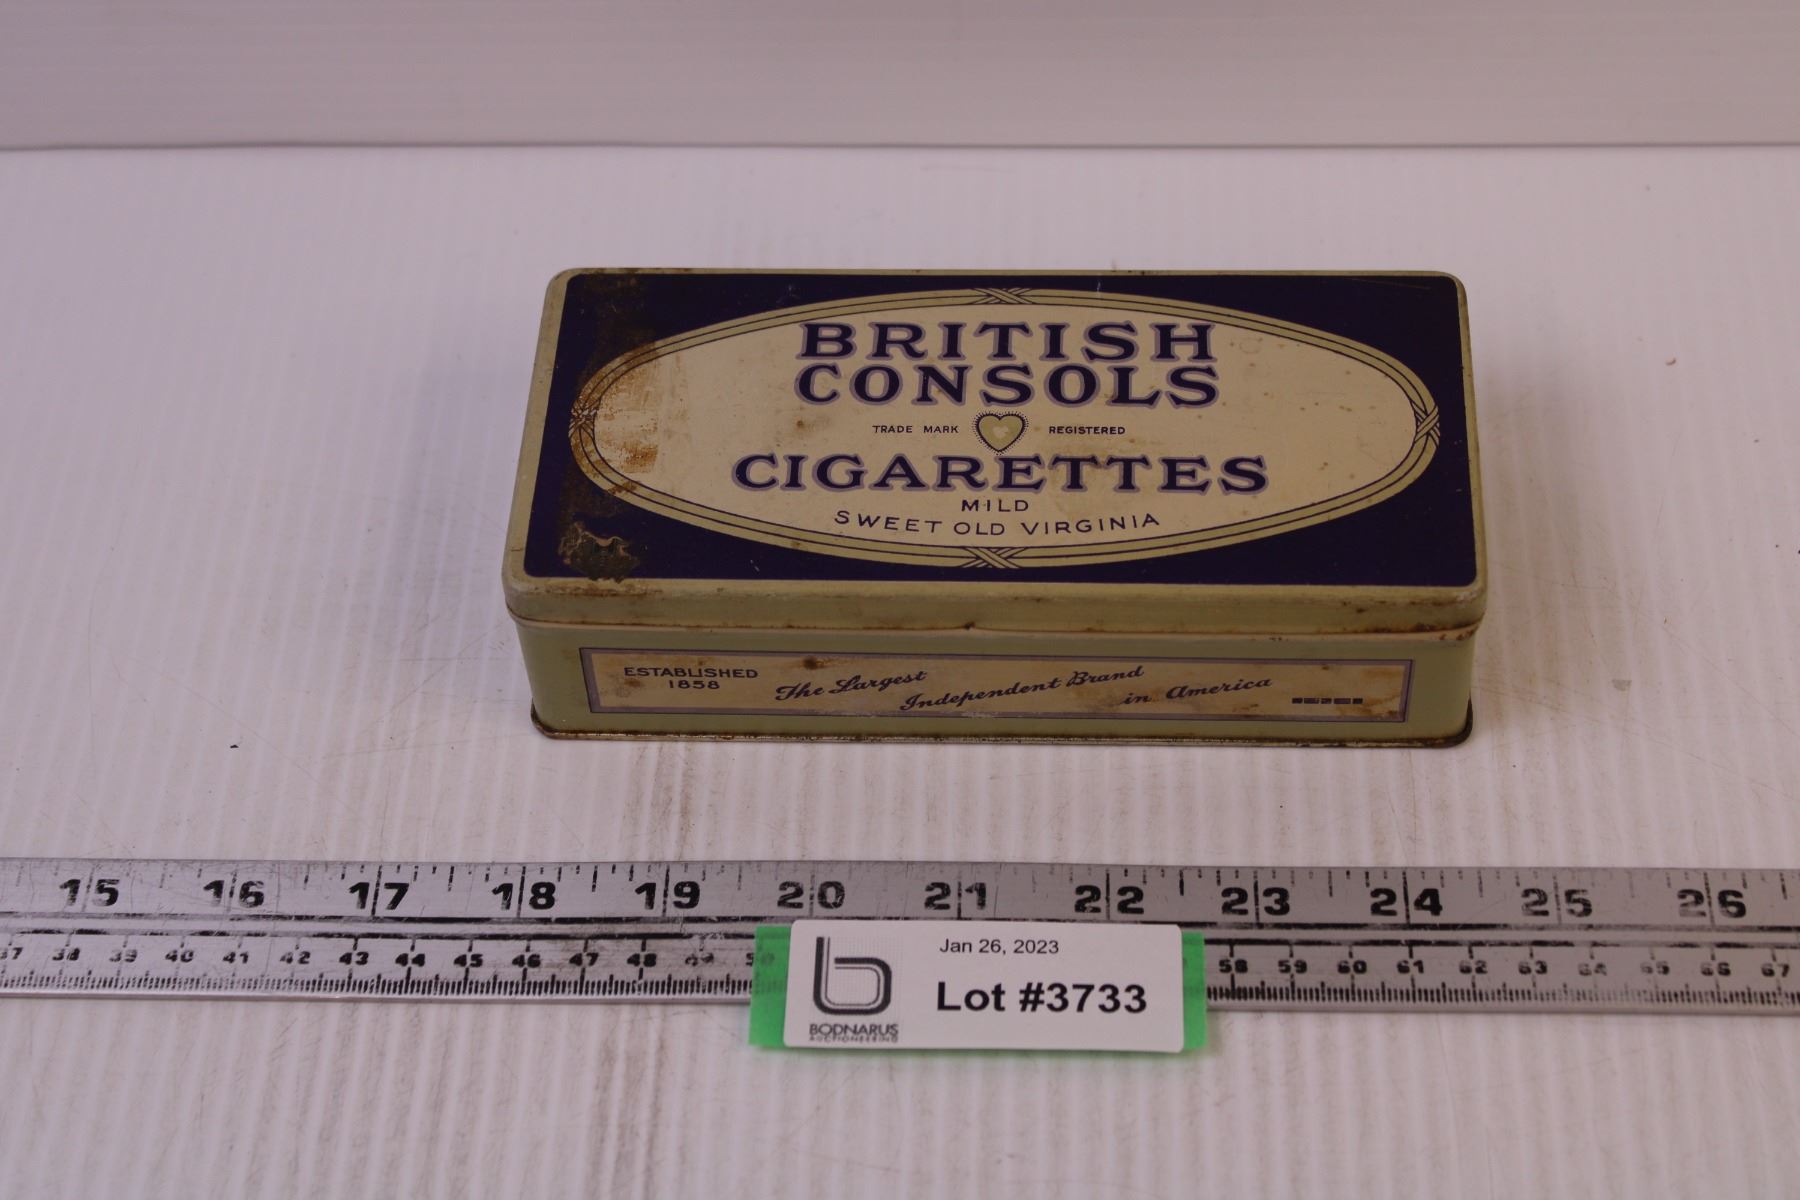 BRITISH
CONSOLS
TRADE MARK REGISTERED
CIGARETTES
MILD
SWEET OLD VIRGINIA
ESTABLISHED
1858
The Largest
Independent Brand
in America
15 16 17 18 19 20 21 22 23 24 25 26
37 38 39 40 41 42 43 44 45 46 47 48 49 58 59 60 61 62 63 64 65 66 67
Jan 26, 2023
Lot #3733
BODNARUS
AUCTIONEERING